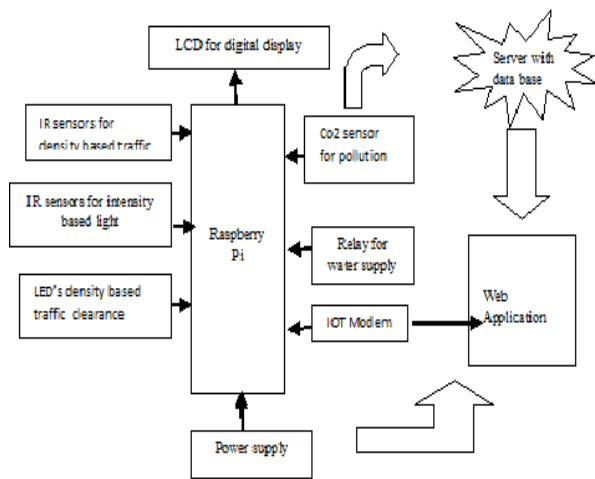 LCD for digital display
Server with
data base
IR sensors for
density based traffic
Co2 sensor
for pollution
IR sensors for intensity
based light
Raspberry
Pi
Relay for
water supply
LED's density based
traffic clearance
IOT Modem
Web
Application
Power supply